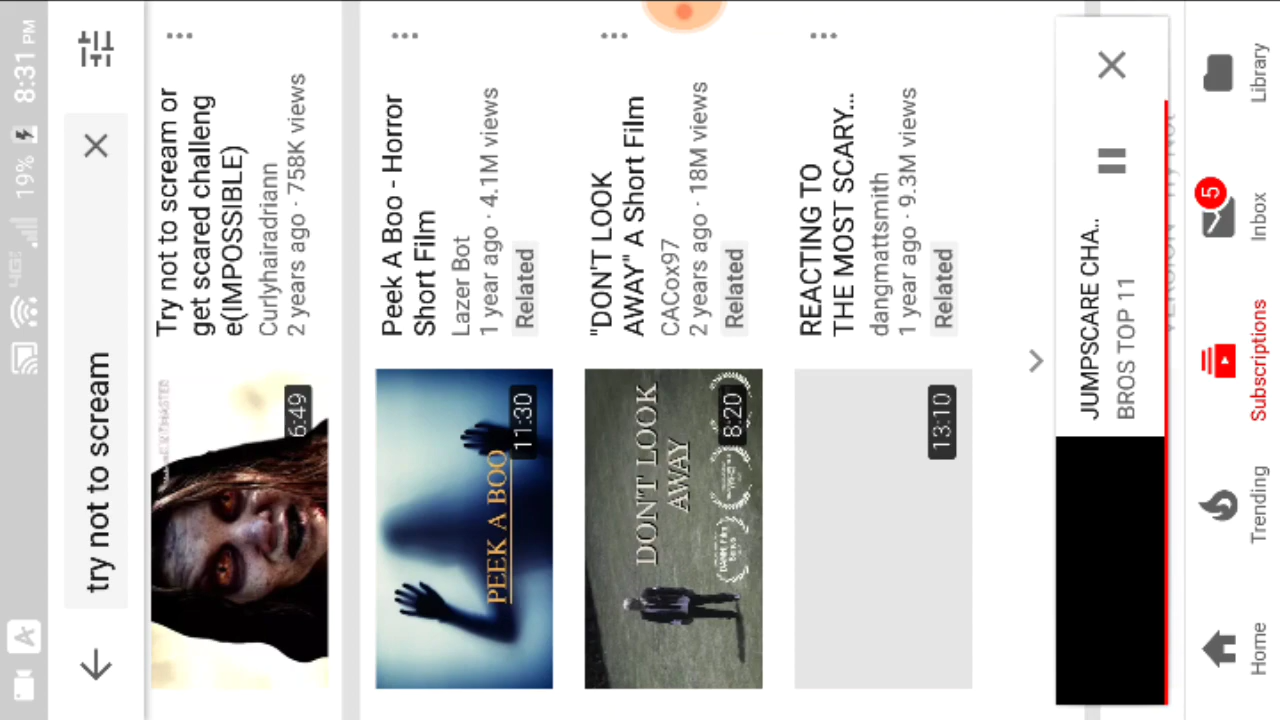 19% 8:31 PM
try not to scream
Try not to scream or
get scared challeng
e(IMPOSSIBLE)
Curlyhairadriann
2 years ago · 758K views
6:49
Peek A Boo - Horror
Short Film
Lazer Bot
1 year ago · 4.1M views
Related
PEEK A BOO
11:30
"DON'T LOOK
AWAY" A Short Film
CACox97
2 years ago · 18M views
Related
DON'T LOOK
AWAY
8:20
REACTING TO
THE MOST SCARY...
dangmattsmith
1 year ago · 9.3M views
Related
13:10
JUMPSCARE CHA..
BROS TOP 11
Home
Trending
Subscriptions
Inbox
5
Library